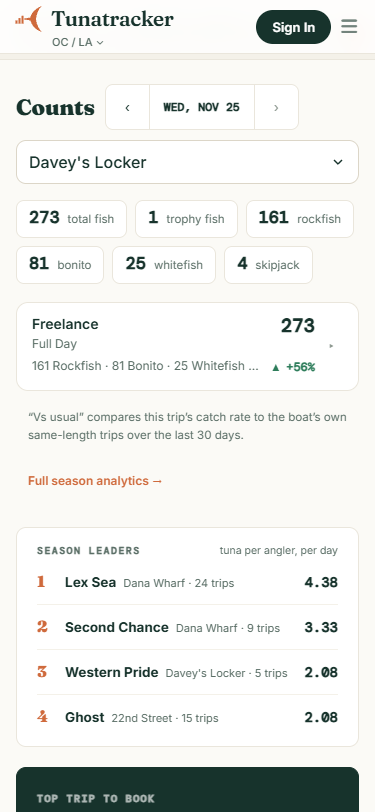 Tunatracker
OC / LA
Sign In
Counts
‹ WED, NOV 25 ›
Davey's Locker
273 total fish
1 trophy fish
161 rockfish
81 bonito
25 whitefish
4 skipjack
Freelance
273
Full Day
161 Rockfish · 81 Bonito · 25 Whitefish ...
▲ +56%
“Vs usual” compares this trip’s catch rate to the boat’s own
same-length trips over the last 30 days.
Full season analytics →
SEASON LEADERS
tuna per angler, per day
1 Lex Sea Dana Wharf · 24 trips 4.38
2 Second Chance Dana Wharf · 9 trips 3.33
3 Western Pride Davey's Locker · 5 trips 2.08
4 Ghost 22nd Street · 15 trips 2.08
TOP TRIP TO BOOK